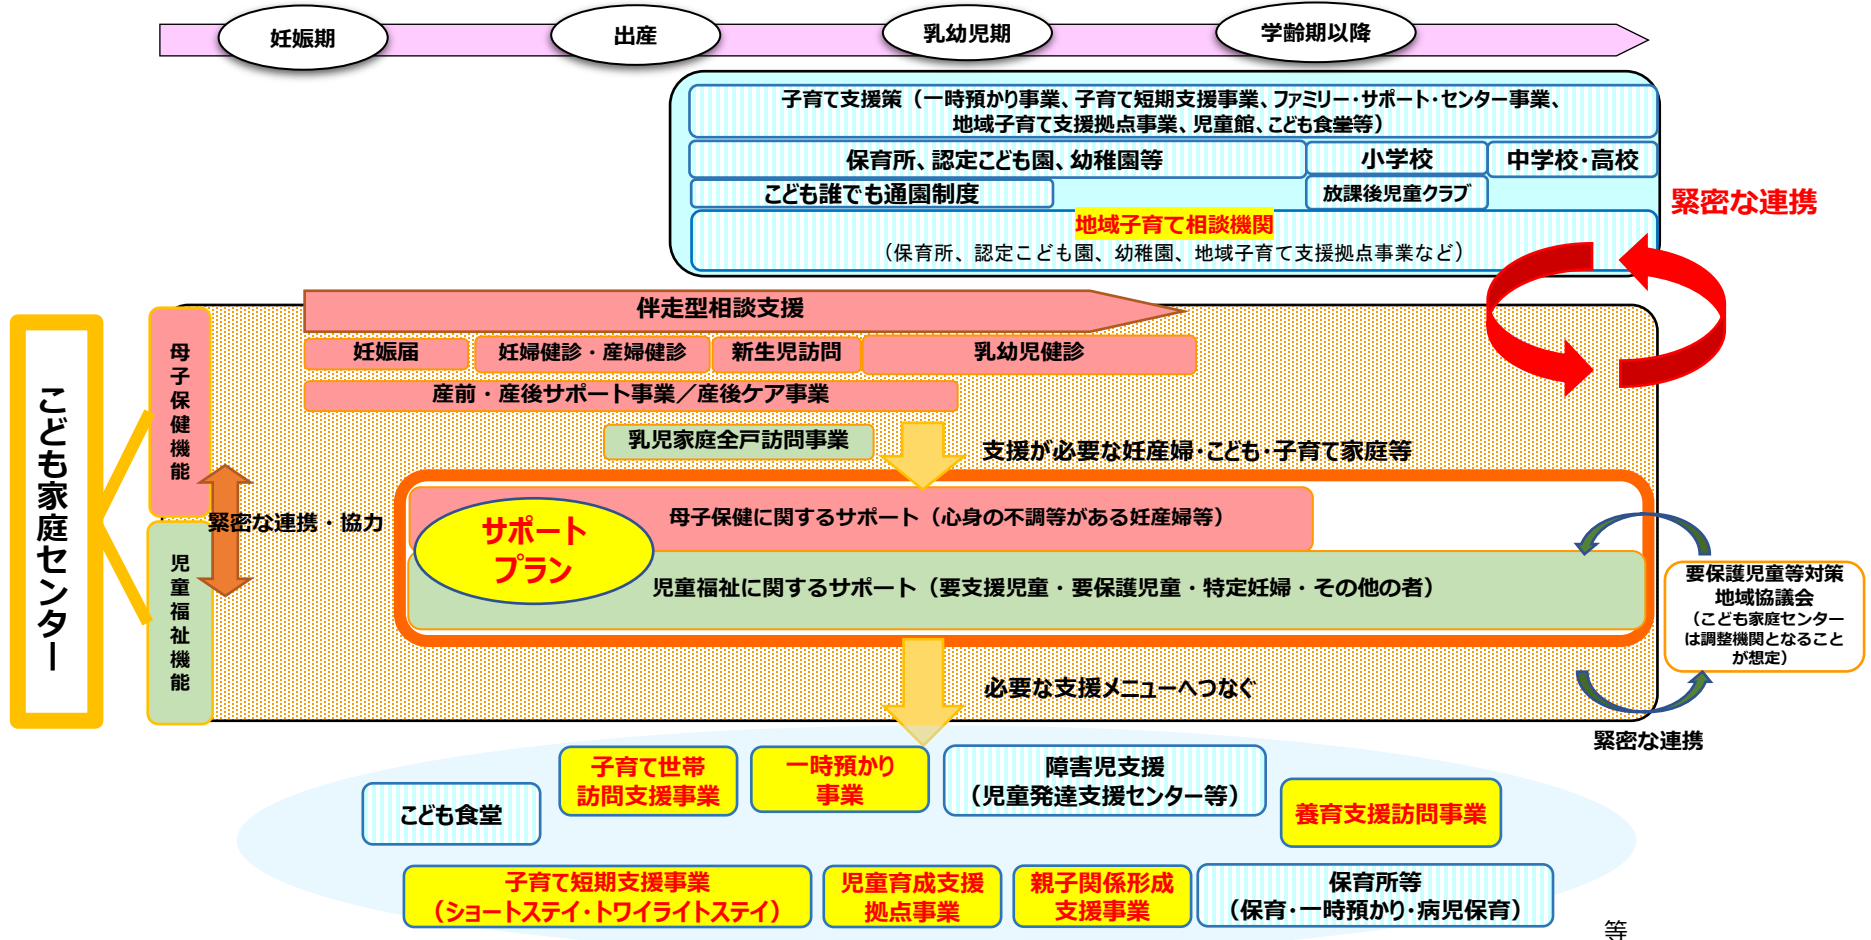 妊娠期
出産
乳幼児期
学齢期以降
子育て支援策（一時預かり事業、子育て短期支援事業、ファミリー・サポート・センター事業、
地域子育て支援拠点事業、児童館、こども食堂等）
保育所、認定こども園、幼稚園等
小学校
中学校・高校
こども誰でも通園制度
放課後児童クラブ
緊密な連携
地域子育て相談機関
（保育所、認定こども園、幼稚園、地域子育て支援拠点事業など）
こども家庭センター
母子保健機能
伴走型相談支援
妊娠届
妊婦健診・産婦健診
新生児訪問
乳幼児健診
産前・産後サポート事業／産後ケア事業
乳児家庭全戸訪問事業
支援が必要な妊産婦・こども・子育て家庭等
緊密な連携・協力
児童福祉機能
サポート
プラン
母子保健に関するサポート（心身の不調等がある妊産婦等）
児童福祉に関するサポート（要支援児童・要保護児童・特定妊婦・その他の者）
要保護児童等対策
地域協議会
（こども家庭センター
は調整機関となること
が想定）
必要な支援メニューへつなぐ
緊密な連携
こども食堂
子育て世帯
訪問支援事業
一時預かり
事業
障害児支援
（児童発達支援センター等）
養育支援訪問事業
子育て短期支援事業
（ショートステイ・トワイライトステイ）
児童育成支援
拠点事業
親子関係形成
支援事業
保育所等
（保育・一時預かり・病児保育）
等